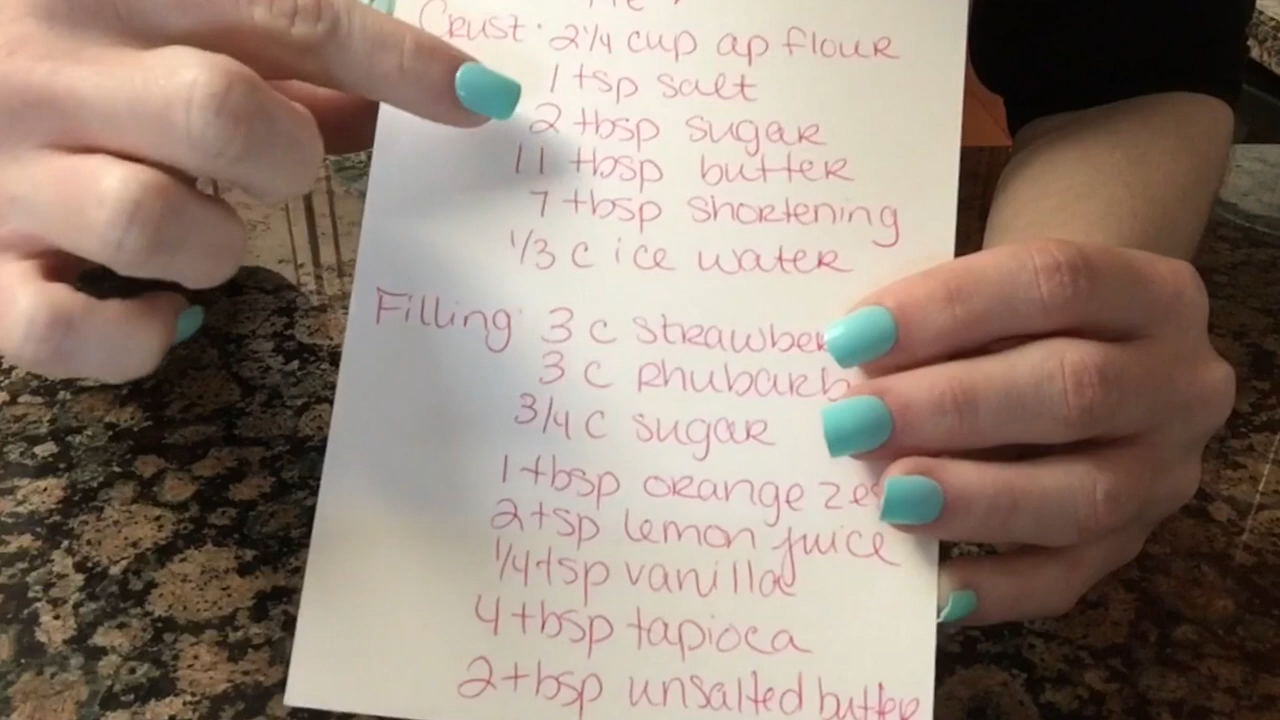 Crust: 2 1/4 cup ap flour
1 tsp salt
2 tbsp sugar
11 tbsp butter
7 tbsp shortening
1/3 c ice water
Filling: 3 c strawber
3 c rhubarb
3/4 c sugar
1 tbsp orange ze
2 tsp lemon juice
1/4 tsp vanilla
4 tbsp tapioca
2 tbsp unsalted butter